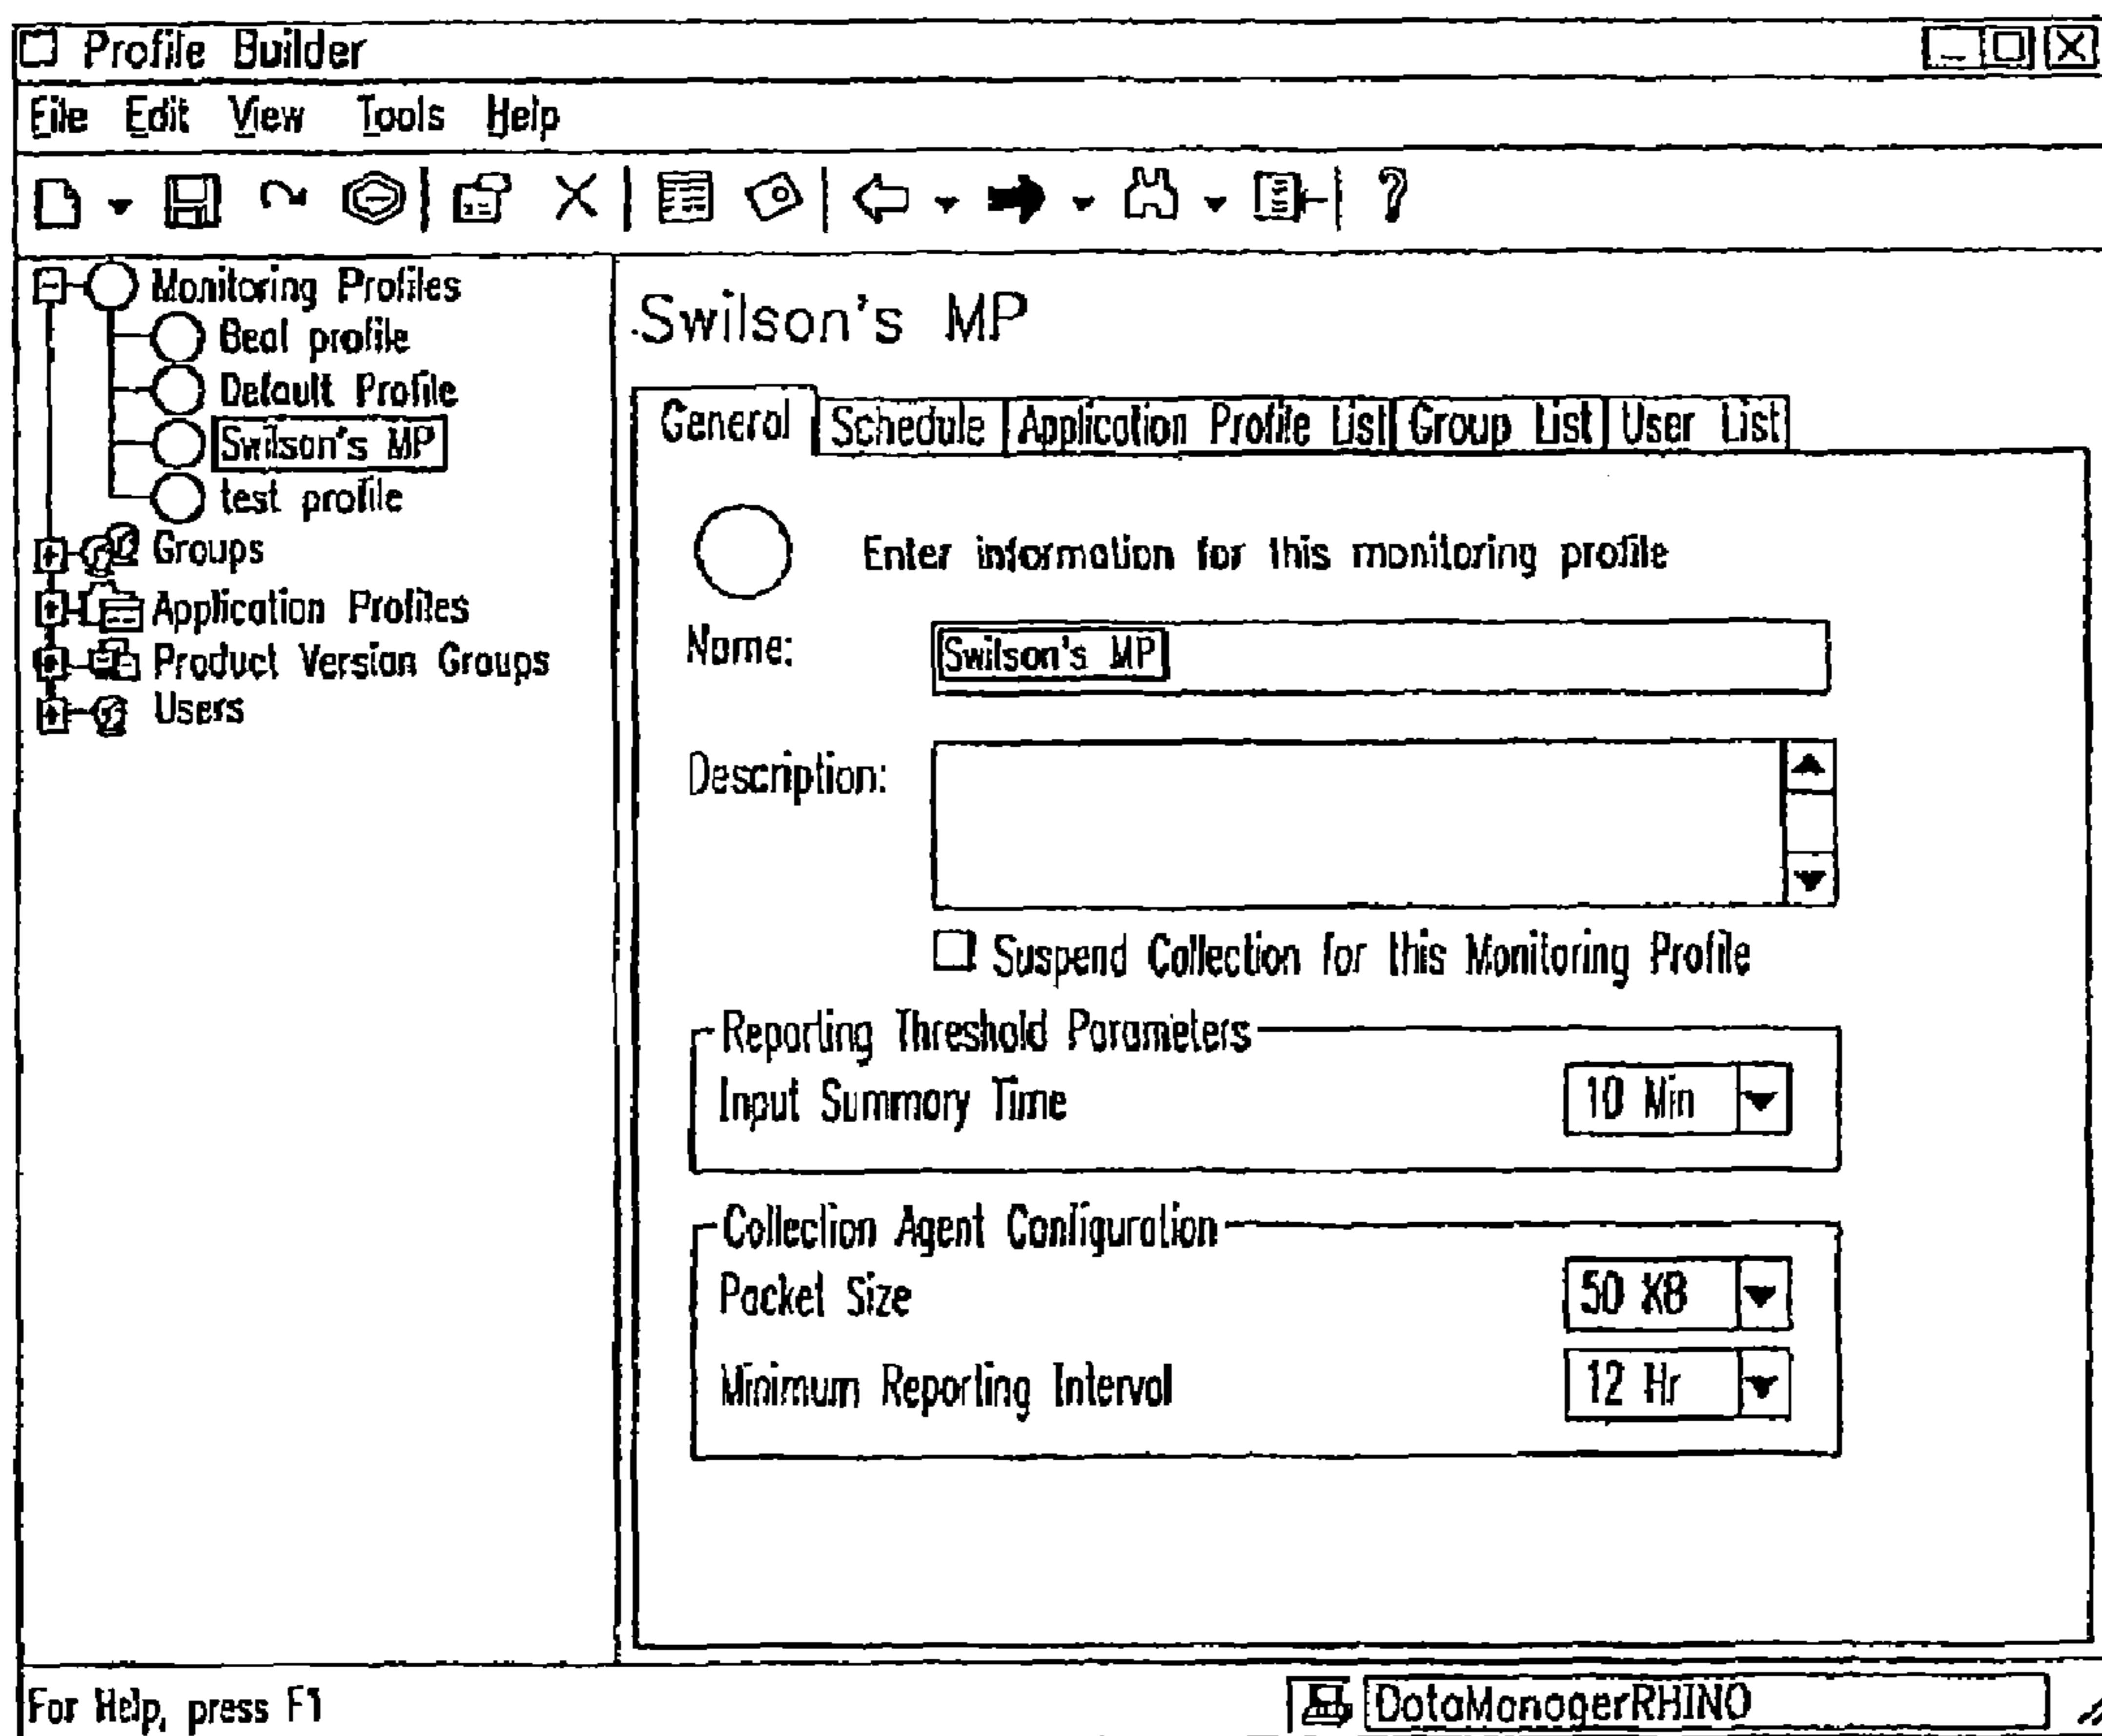 Profile Builder
File Edit View Tools Help
Monitoring Profiles
Beal profile
Default Profile
Swilson's MP
test profile
Groups
Application Profiles
Product Version Groups
Users
Swilson's MP
General Schedule Application Profile List Group List User List
Enter information for this monitoring profile
Name: Swilson's MP
Description:
Suspend Collection for this Monitoring Profile
Reporting Threshold Parameters
Input Summary Time 10 Min
Collection Agent Configuration
Packet Size 50 KB
Minimum Reporting Interval 12 Hr
For Help, press F1 DataManagerRHINO